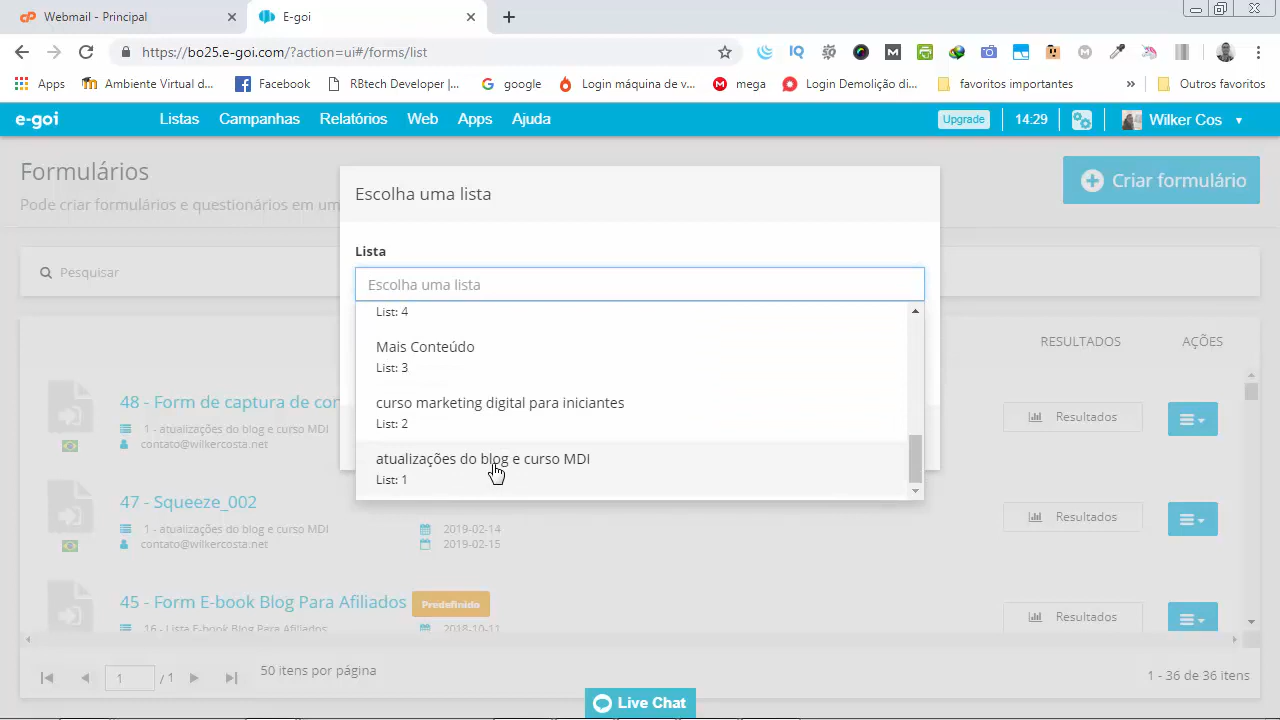 Webmail - Principal
E-goi
https://bo25.e-goi.com/?action=ui#/forms/list
Apps
Ambiente Virtual d...
Facebook
RBtech Developer |...
google
Login máquina de v...
mega
Login Demolição di...
favoritos importantes
»
Outros favoritos
e-goi
Listas
Campanhas
Relatórios
Web
Apps
Ajuda
Upgrade
14:29
Wilker Cos
Formulários
Pode criar formulários e questionários em um
Criar formulário
Escolha uma lista
Lista
Escolha uma lista
Pesquisar
List: 4
Mais Conteúdo
List: 3
curso marketing digital para iniciantes
List: 2
atualizações do blog e curso MDI
List: 1
RESULTADOS
AÇÕES
48 - Form de captura de con
1 - atualizações do blog e curso MDI
contato@wilkercosta.net
Resultados
47 - Squeeze_002
1 - atualizações do blog e curso MDI
2019-02-14
contato@wilkercosta.net
2019-02-15
Resultados
45 - Form E-book Blog Para Afiliados
Predefinido
16 - Lista E-book Blog Para Afiliados
2018-10-11
Resultados
1
/ 1
50 itens por página
1 - 36 de 36 itens
Live Chat